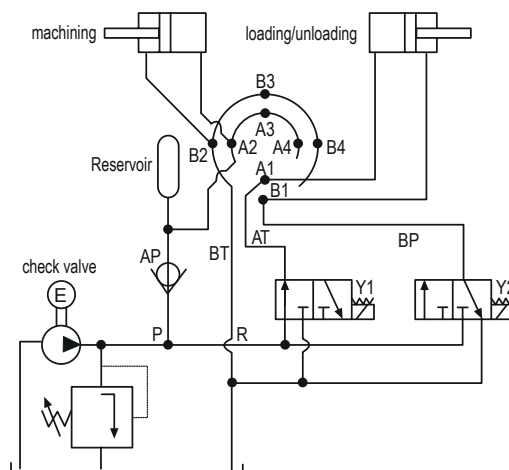 machining
loading/unloading
B3
A3
B2
A2
A4
B4
Reservoir
A1
B1
AP
BT
AT
BP
check valve
E
Y1
Y2
P
R